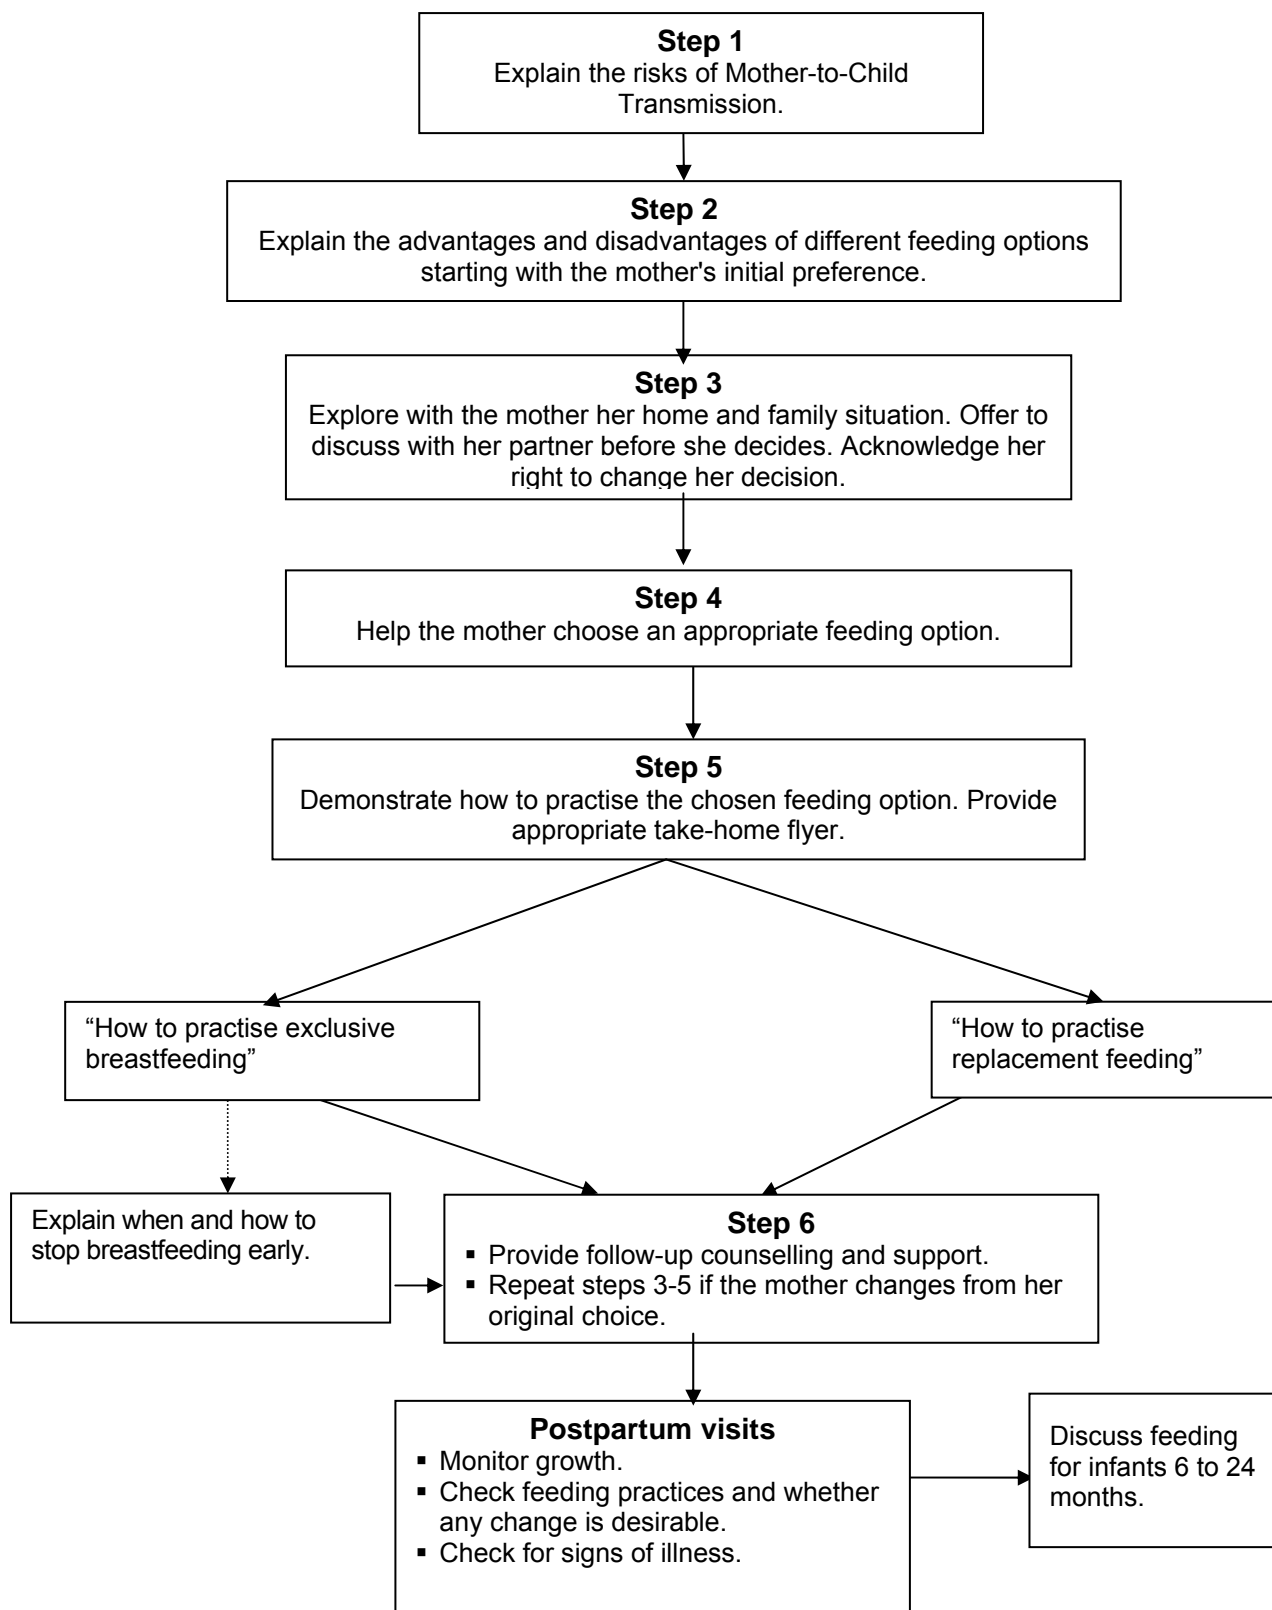 Step 1
Explain the risks of Mother-to-Child
Transmission.
Step 2
Explain the advantages and disadvantages of different feeding options
starting with the mother's initial preference.
Step 3
Explore with the mother her home and family situation. Offer to
discuss with her partner before she decides. Acknowledge her
right to change her decision.
Step 4
Help the mother choose an appropriate feeding option.
Step 5
Demonstrate how to practise the chosen feeding option. Provide
appropriate take-home flyer.
“How to practise exclusive
breastfeeding”
“How to practise
replacement feeding”
Explain when and how to
stop breastfeeding early.
Step 6
▪ Provide follow-up counselling and support.
▪ Repeat steps 3-5 if the mother changes from her
original choice.
Postpartum visits
▪ Monitor growth.
▪ Check feeding practices and whether
any change is desirable.
▪ Check for signs of illness.
Discuss feeding
for infants 6 to 24
months.